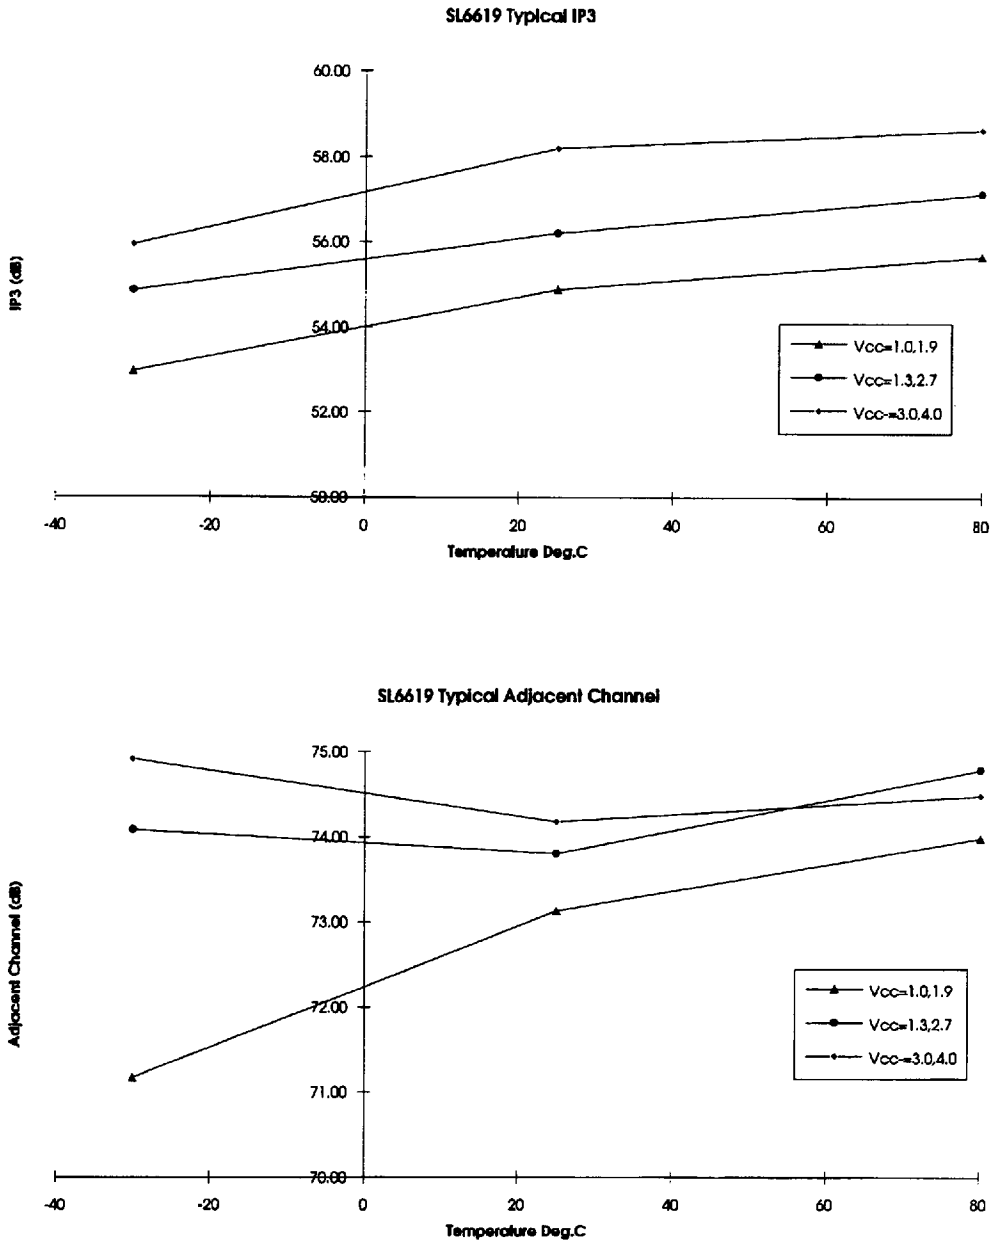 SL6619 Typical IP3
60.00
58.00
56.00
54.00
52.00
50.00
IP3 (dB)
Vcc=1.0,1.9
Vcc=1.3,2.7
Vcc-=3.0,4.0
-40 -20 0 20 40 60 80
Temperature Deg.C
SL6619 Typical Adjacent Channel
75.00
74.00
73.00
72.00
71.00
70.00
Adjacent Channel (dB)
Vcc=1.0,1.9
Vcc=1.3,2.7
Vcc-=3.0,4.0
-40 -20 0 20 40 60 80
Temperature Deg.C